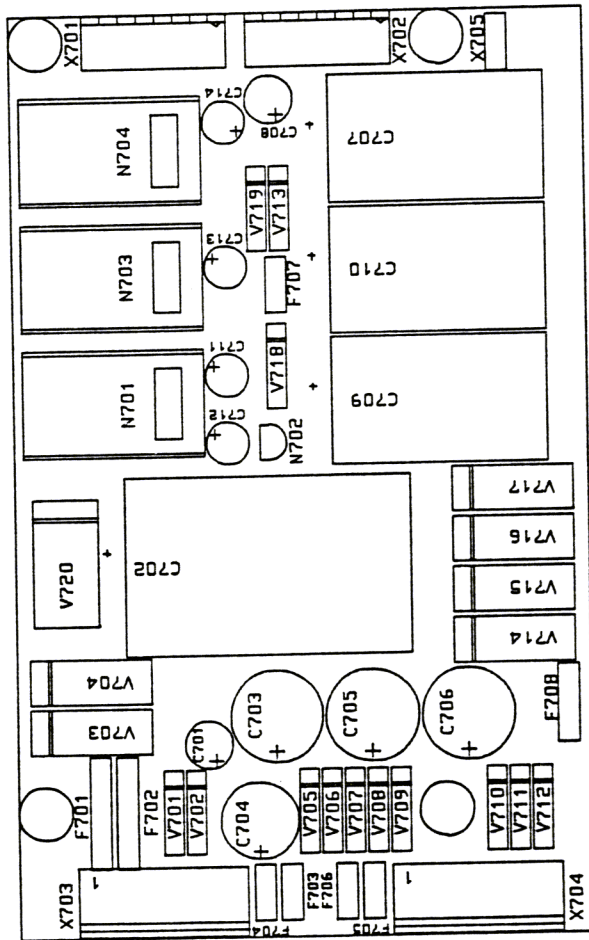 X701
X702
X705
C714
C708
+
+
+
N704
C707
V719
V713
C713
+
N703
F707
+
C710
C711
+
N701
V718
+
C709
C712
+
N702
V717
V716
V720
+
C702
V715
V714
V704
V703
C701
+
C703
+
C705
+
C706
+
F708
F701
F702
V701
V702
C704
+
V705
V706
V707
V708
V709
V710
V711
V712
X703
1
F704
F703
F706
F705
1
X704